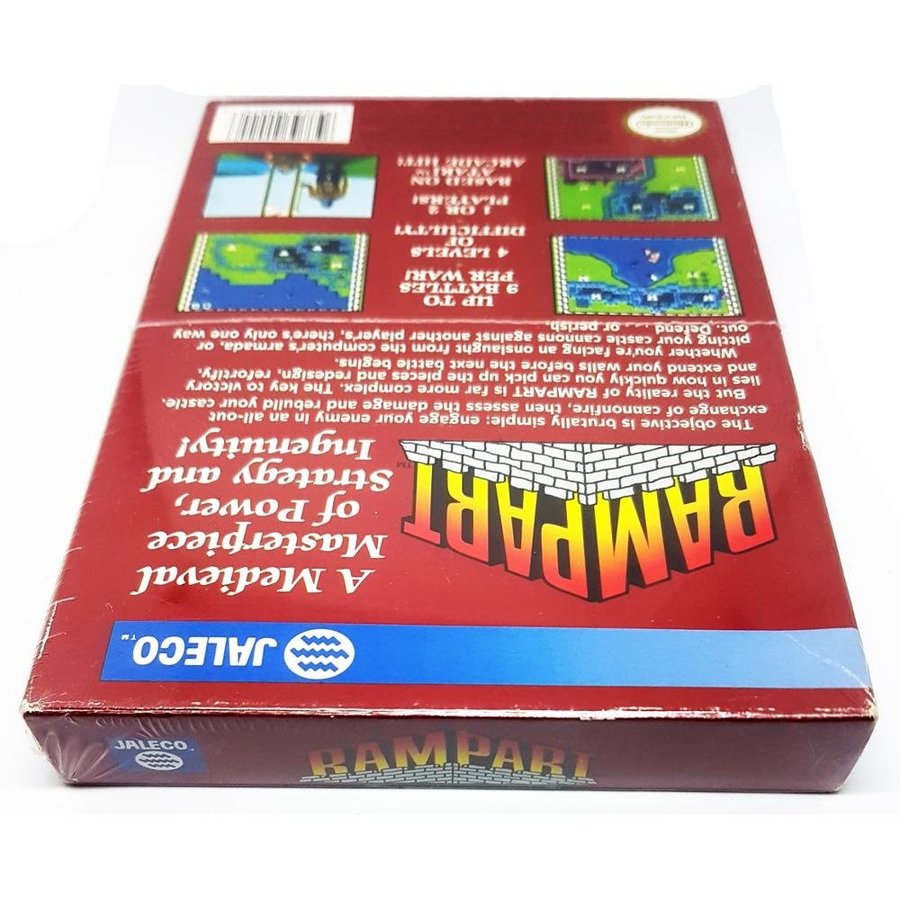 JALECO™
A Medieval
Masterpiece
of Power,
Strategy and
Ingenuity!
RAMPART™
The objective is brutally simple: engage your enemy in an all-out
exchange of cannonfire, then assess the damage and rebuild your castle.
But the reality of RAMPART is far more complex. The key to victory
lies in how quickly you can pick up the pieces and redesign, refortify,
and extend your walls before the next battle begins.
Whether you're facing an onslaught from the computer's armada, or
pitting your castle cannons against another player's, there's only one way
out. Defend . . . . or perish.
UP TO
9 BATTLES
PER WAR!
4 LEVELS
OF
DIFFICULTY!
1 OR 2
PLAYERS!
BASED ON
ATARI™
ARCADE HIT!
JALECO
RAMPART